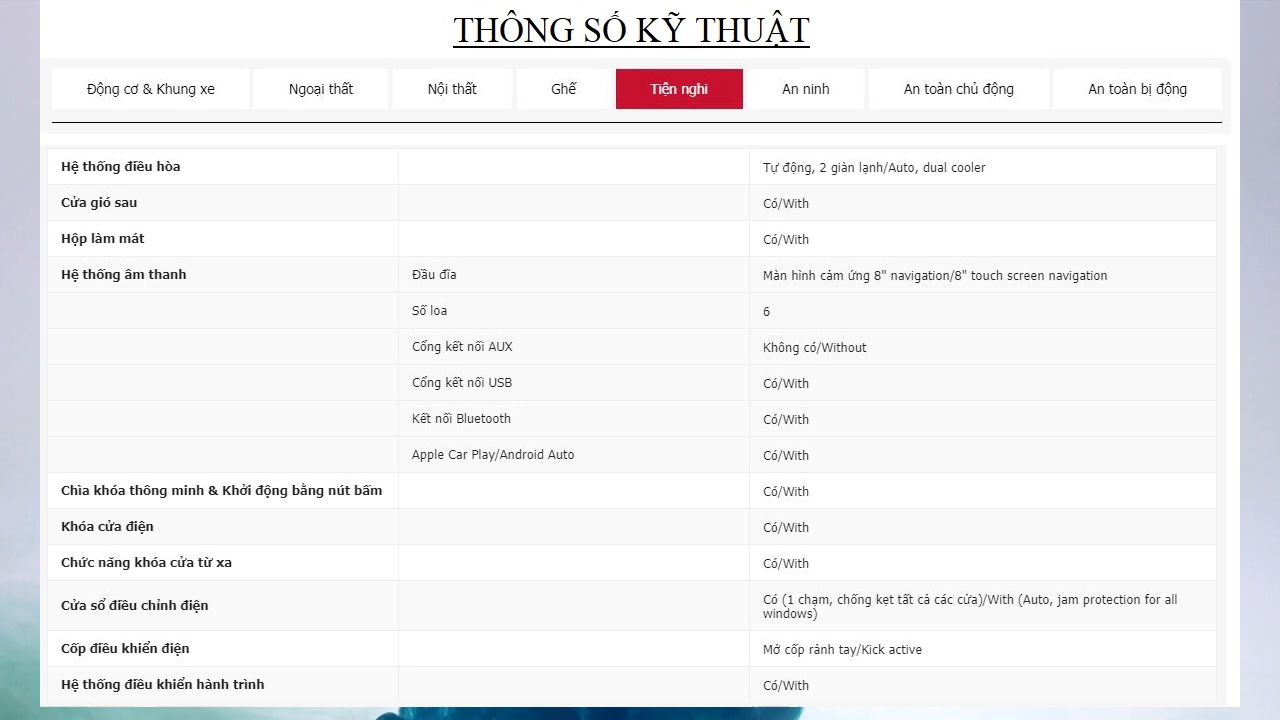 THÔNG SỐ KỸ THUẬT
Động cơ & Khung xe Ngoại thất Nội thất Ghế Tiện nghi An ninh An toàn chủ động An toàn bị động
Hệ thống điều hòa Tự động, 2 giàn lạnh/Auto, dual cooler
Cửa gió sau Có/With
Hộp làm mát Có/With
Hệ thống âm thanh Đầu đĩa Màn hình cảm ứng 8" navigation/8" touch screen navigation
Số loa 6
Cổng kết nối AUX Không có/Without
Cổng kết nối USB Có/With
Kết nối Bluetooth Có/With
Apple Car Play/Android Auto Có/With
Chìa khóa thông minh & Khởi động bằng nút bấm Có/With
Khóa cửa điện Có/With
Chức năng khóa cửa từ xa Có/With
Cửa sổ điều chỉnh điện Có (1 chạm, chống kẹt tất cả các cửa)/With (Auto, jam protection for all
windows)
Cốp điều khiển điện Mở cốp rảnh tay/Kick active
Hệ thống điều khiển hành trình Có/With